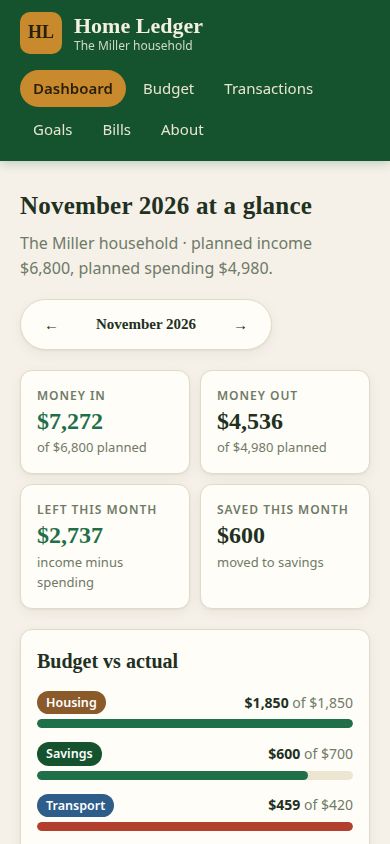 HL
Home Ledger
The Miller household
Dashboard Budget Transactions
Goals Bills About
November 2026 at a glance
The Miller household · planned income
$6,800, planned spending $4,980.
← November 2026 →
MONEY IN
$7,272
of $6,800 planned
MONEY OUT
$4,536
of $4,980 planned
LEFT THIS MONTH
$2,737
income minus
spending
SAVED THIS MONTH
$600
moved to savings
Budget vs actual
Housing $1,850 of $1,850
Savings $600 of $700
Transport $459 of $420